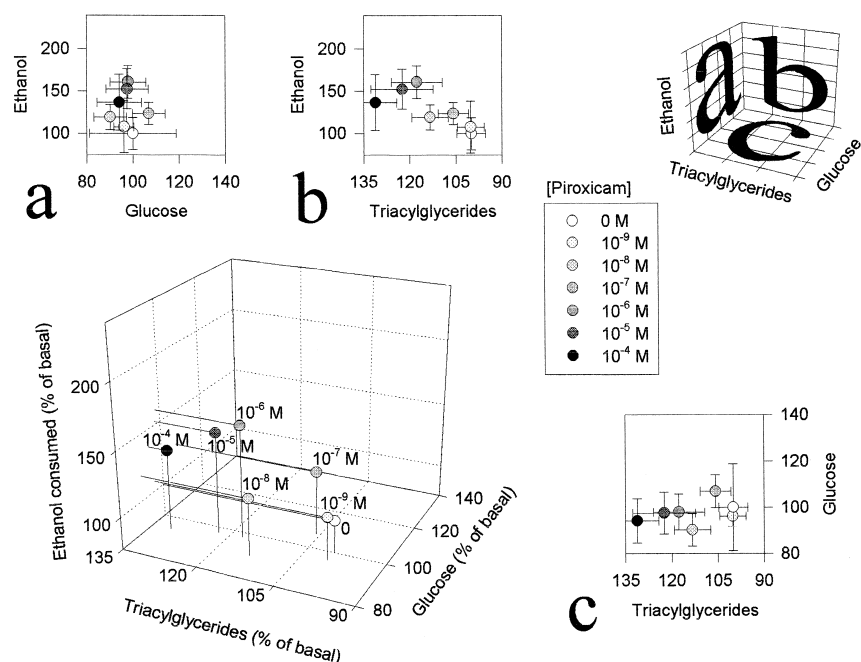 200
150
100
Ethanol
80 100 120 140
Glucose
a
200
150
100
Ethanol
135 120 105 90
Triacylglycerides
b
a
b
c
Ethanol
Triacylglycerides
Glucose
[Piroxicam]
0 M
10⁻⁹ M
10⁻⁸ M
10⁻⁷ M
10⁻⁶ M
10⁻⁵ M
10⁻⁴ M
Ethanol consumed (% of basal)
200
150
100
10⁻⁶ M
10⁻⁴ M
10⁻⁵ M
10⁻⁷ M
10⁻⁸ M
10⁻⁹ M
0
135
120
105
90
Triacylglycerides (% of basal)
80
100
120
140
Glucose (% of basal)
140
120
100
80
Glucose
135 120 105 90
Triacylglycerides
c